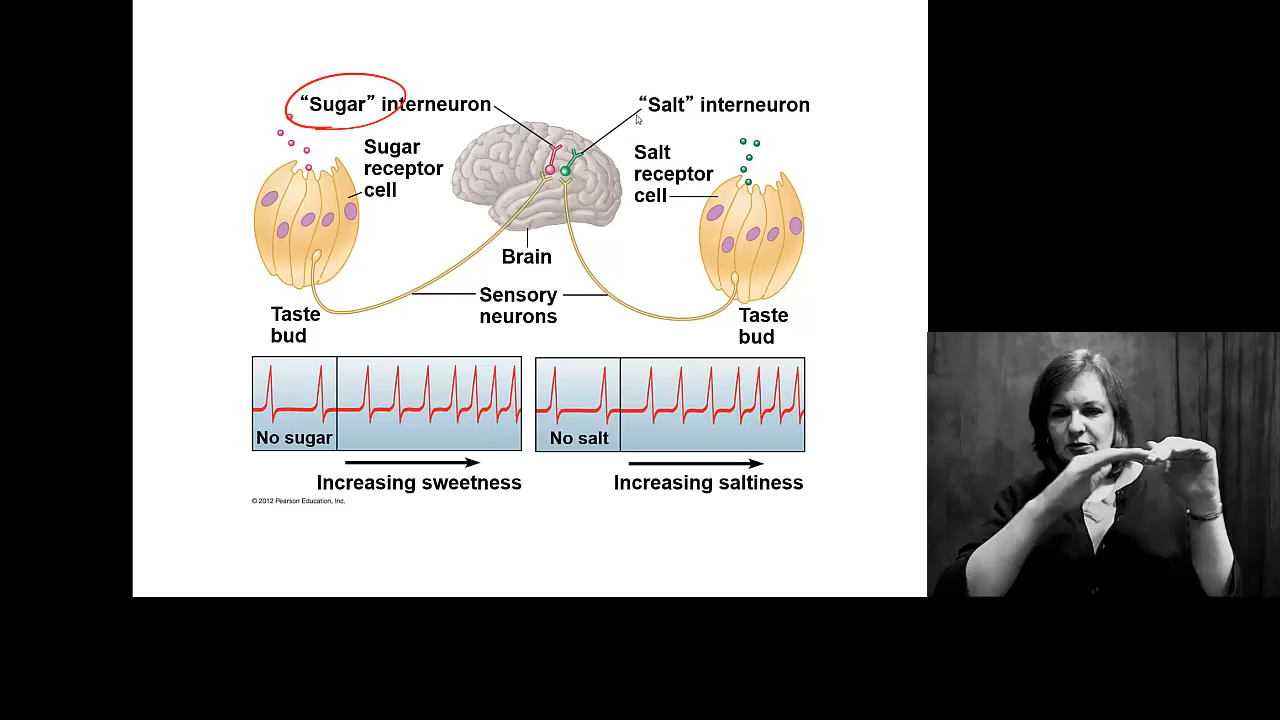 “Sugar” interneuron
“Salt” interneuron
Sugar
receptor
cell
Salt
receptor
cell
Brain
Sensory
neurons
Taste
bud
Taste
bud
No sugar
No salt
Increasing sweetness
Increasing saltiness
© 2012 Pearson Education, Inc.